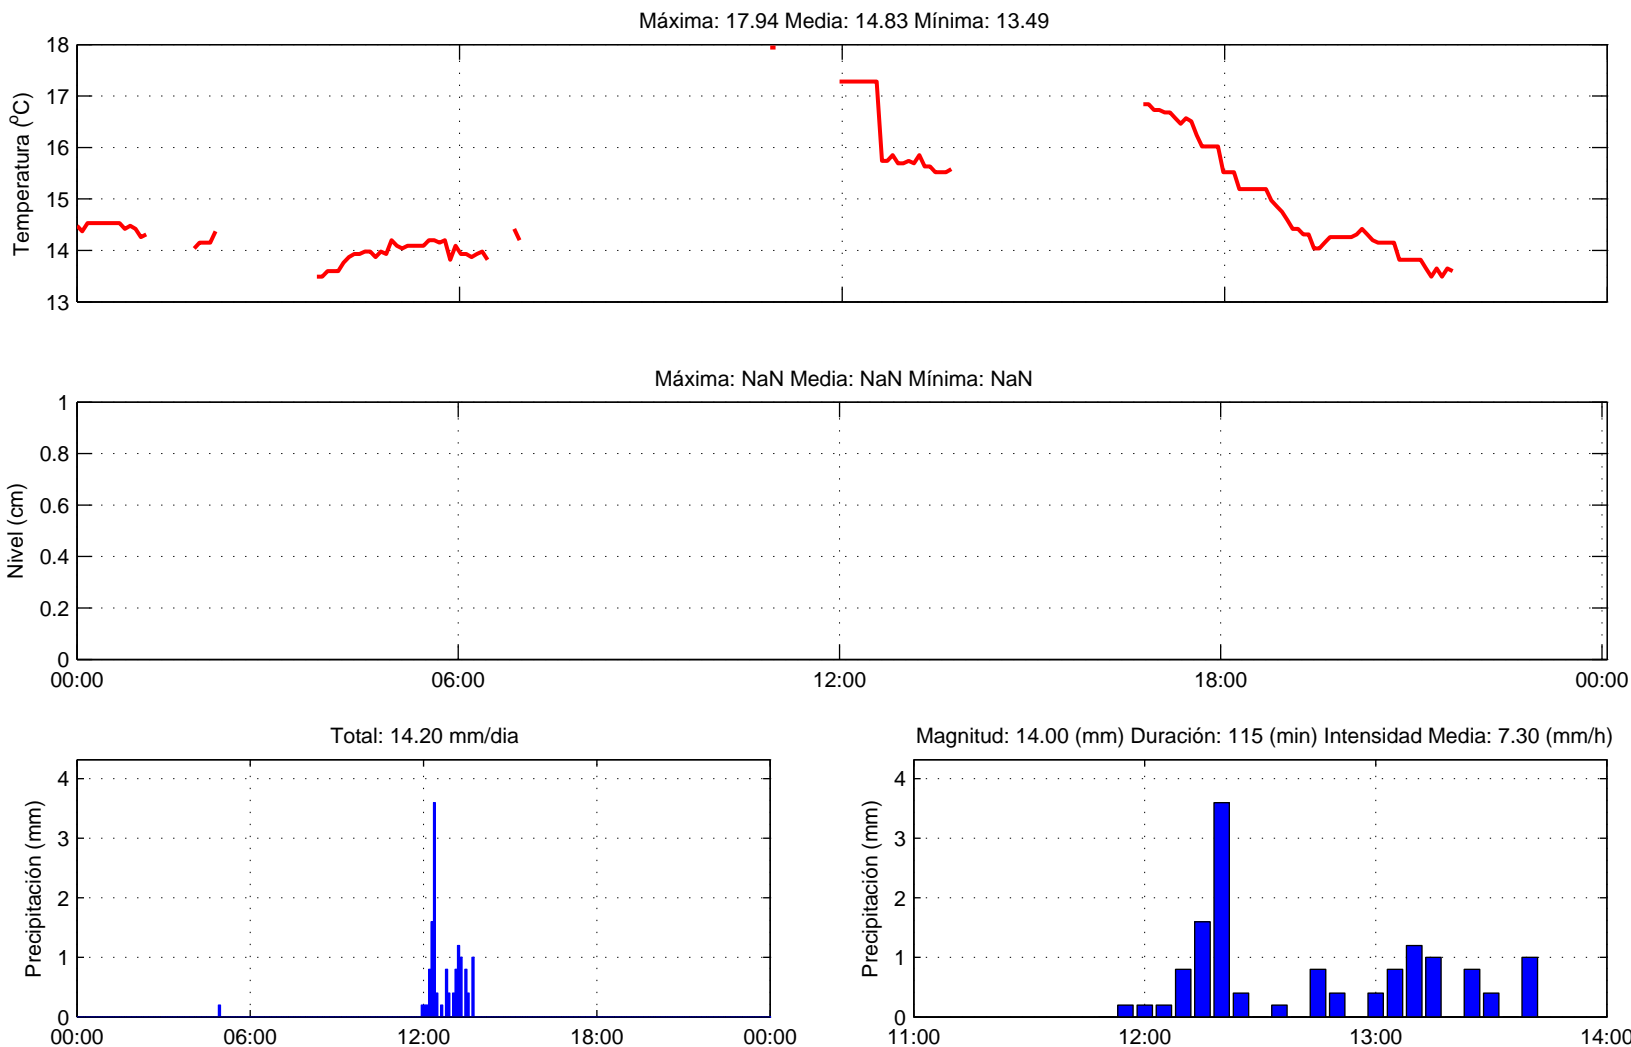 Máxima: 17.94 Media: 14.83 Mínima: 13.49
18
17
16
15
14
13
Temperatura (ºC)
Máxima: NaN Media: NaN Mínima: NaN
1
0.8
0.6
0.4
0.2
0
Nivel (cm)
00:00 06:00 12:00 18:00 00:00
Total: 14.20 mm/dia
4
3
2
1
0
Precipitación (mm)
00:00 06:00 12:00 18:00 00:00
Magnitud: 14.00 (mm) Duración: 115 (min) Intensidad Media: 7.30 (mm/h)
4
3
2
1
0
Precipitación (mm)
11:00 12:00 13:00 14:00